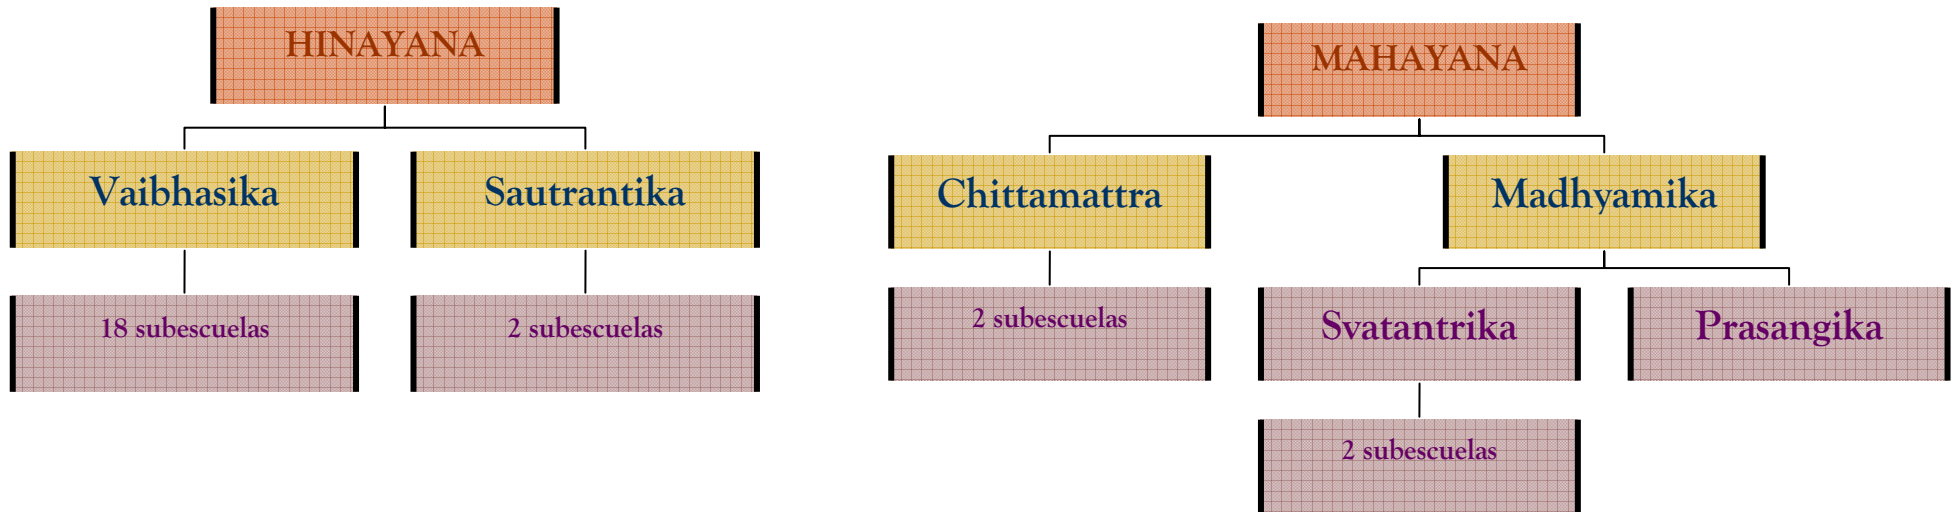 HINAYANA
Vaibhasika
Sautrantika
18 subescuelas
2 subescuelas
MAHAYANA
Chittamattra
Madhyamika
2 subescuelas
Svatantrika
Prasangika
2 subescuelas